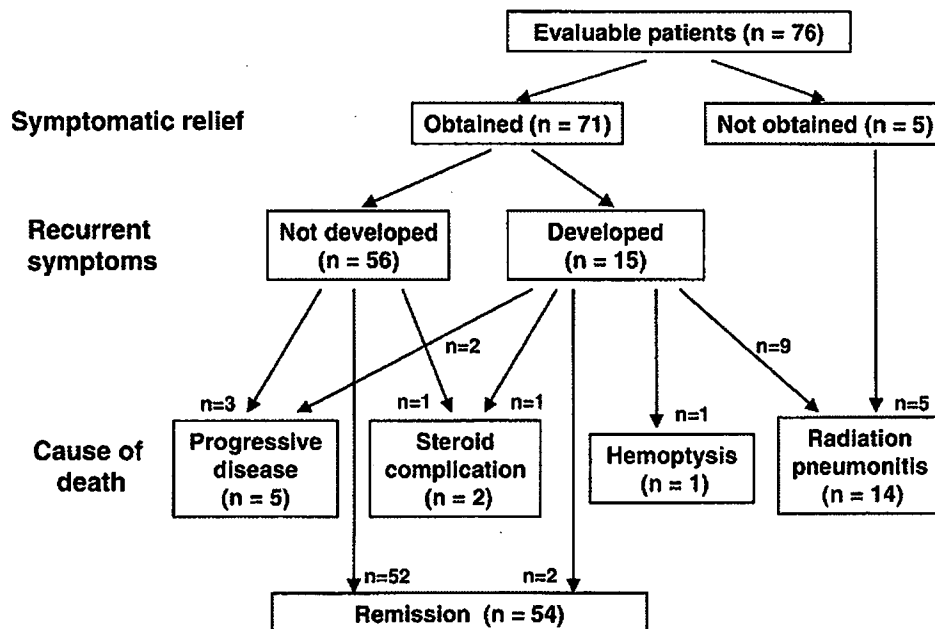 Evaluable patients (n = 76)
Symptomatic relief
Obtained (n = 71)
Not obtained (n = 5)
Recurrent
symptoms
Not developed
(n = 56)
Developed
(n = 15)
n=2
n=9
n=3
n=1
n=1
n=1
n=5
Cause of
death
Progressive
disease
(n = 5)
Steroid
complication
(n = 2)
Hemoptysis
(n = 1)
Radiation
pneumonitis
(n = 14)
n=52
n=2
Remission (n = 54)